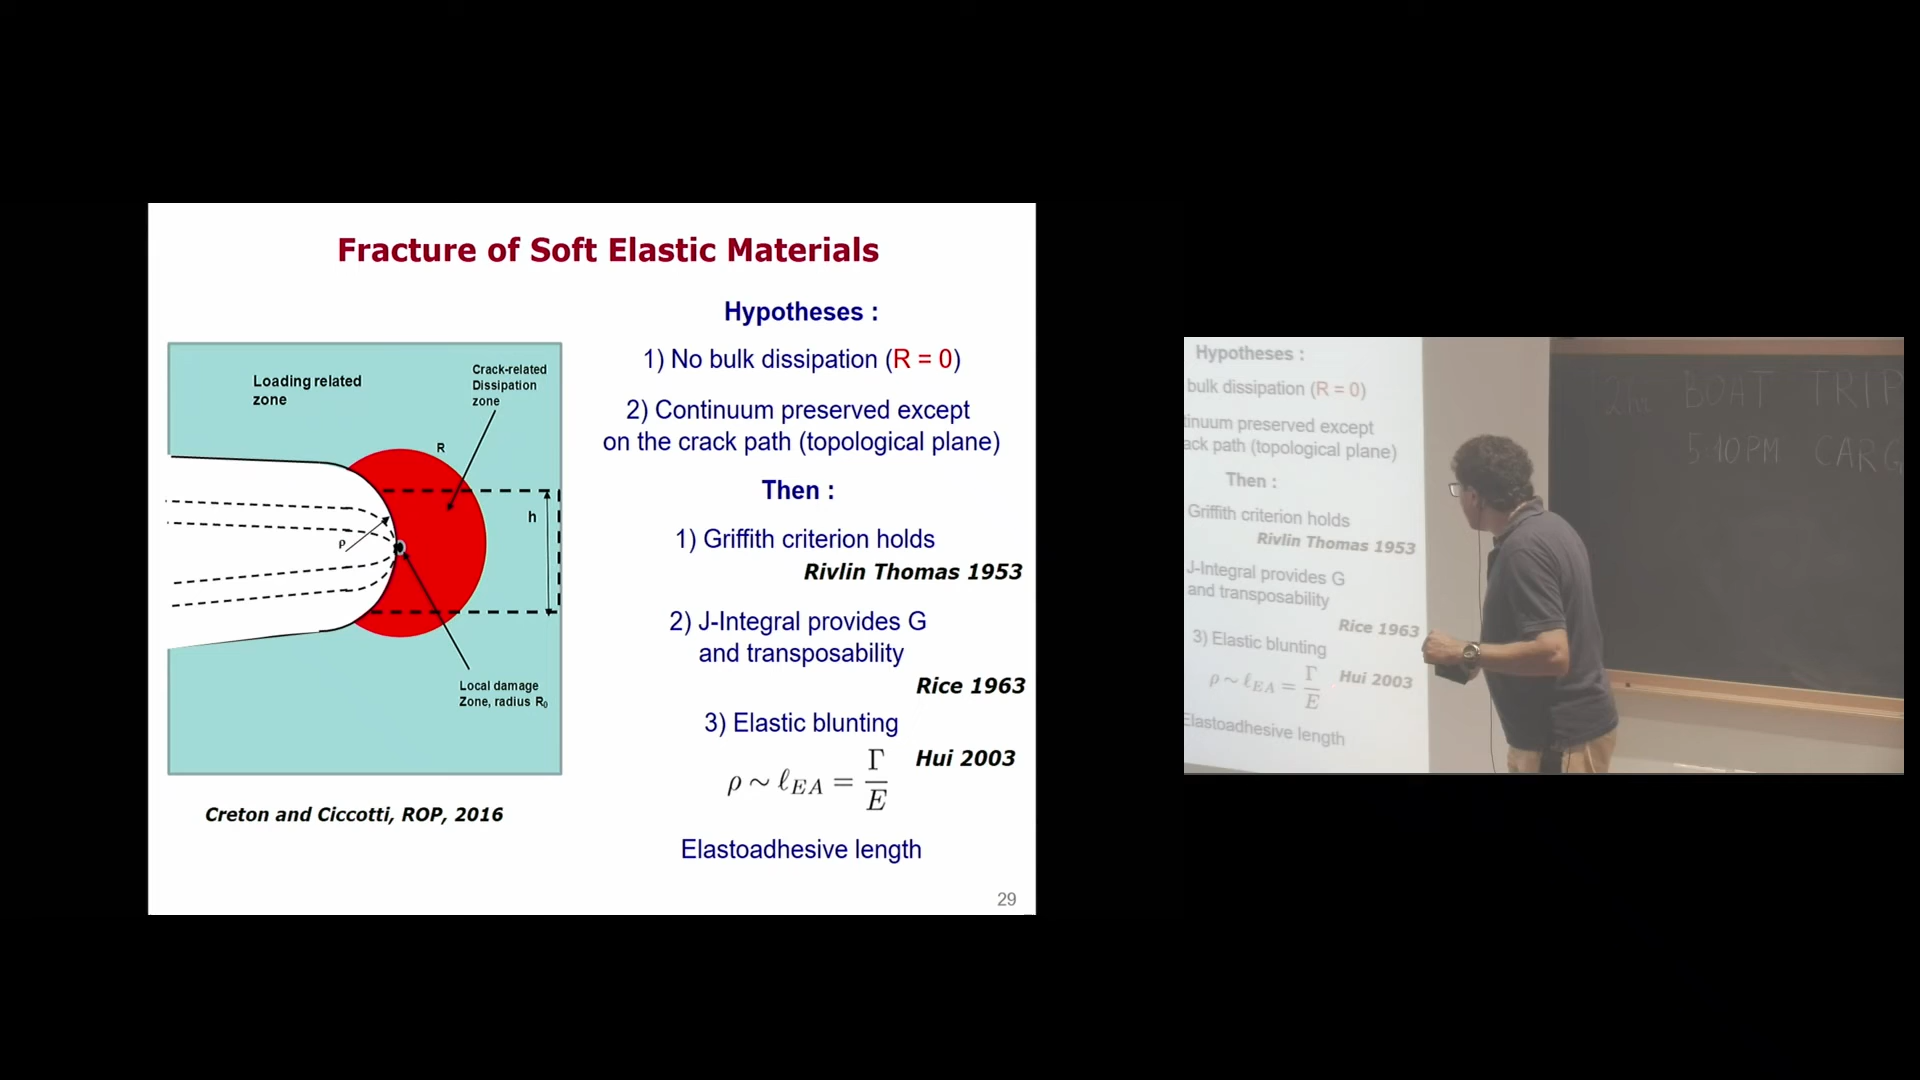 Fracture of Soft Elastic Materials
Loading related
zone
Crack-related
Dissipation
zone
R
h
ρ
Local damage
Zone, radius R₀
Creton and Ciccotti, ROP, 2016
Hypotheses :
1) No bulk dissipation (R = 0)
2) Continuum preserved except
on the crack path (topological plane)
Then :
1) Griffith criterion holds
Rivlin Thomas 1953
2) J-Integral provides G
and transposability
Rice 1963
3) Elastic blunting
Hui 2003
ρ ~ ℓ_EA = Γ/E
Elastoadhesive length
29
Hypotheses :
bulk dissipation (R = 0)
tinuum preserved except
ack path (topological plane)
Then :
Griffith criterion holds
Rivlin Thomas 1953
J-Integral provides G
and transposability
Rice 1963
3) Elastic blunting
ρ ~ ℓ_EA = Γ/E
Hui 2003
Elastoadhesive length
2hr BOAT TRIP
5:10PM CARG